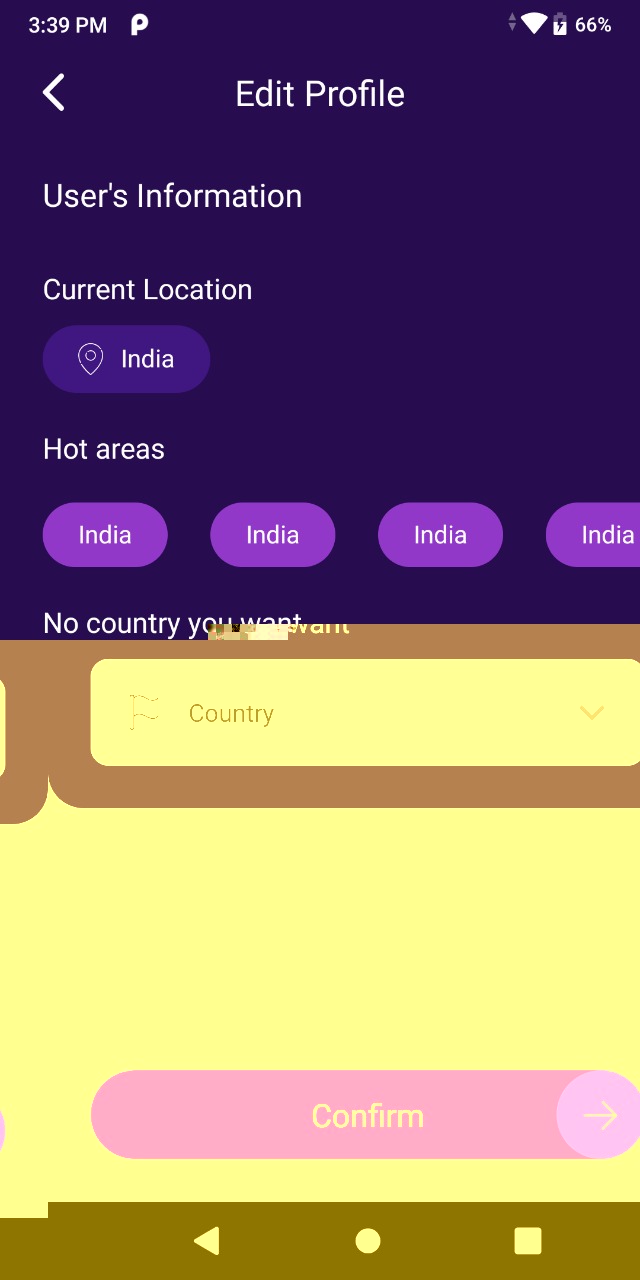 3:39 PM 66%
Edit Profile
User's Information
Current Location
India
Hot areas
India India India India
No country you want want
Country
Confirm